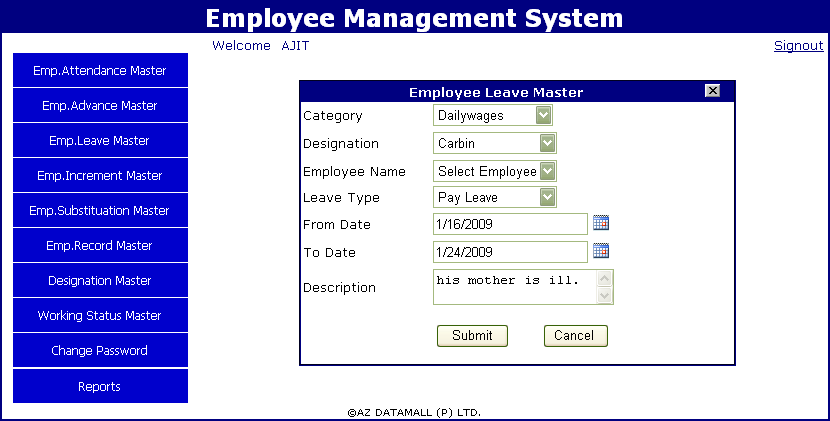 Employee Management System
Welcome AJIT
Signout
Emp.Attendance Master
Emp.Advance Master
Emp.Leave Master
Emp.Increment Master
Emp.Substituation Master
Emp.Record Master
Designation Master
Working Status Master
Change Password
Reports
Employee Leave Master
Category Dailywages
Designation Carbin
Employee Name Select Employee
Leave Type Pay Leave
From Date 1/16/2009
To Date 1/24/2009
Description his mother is ill.
Submit Cancel
©AZ DATAMALL (P) LTD.